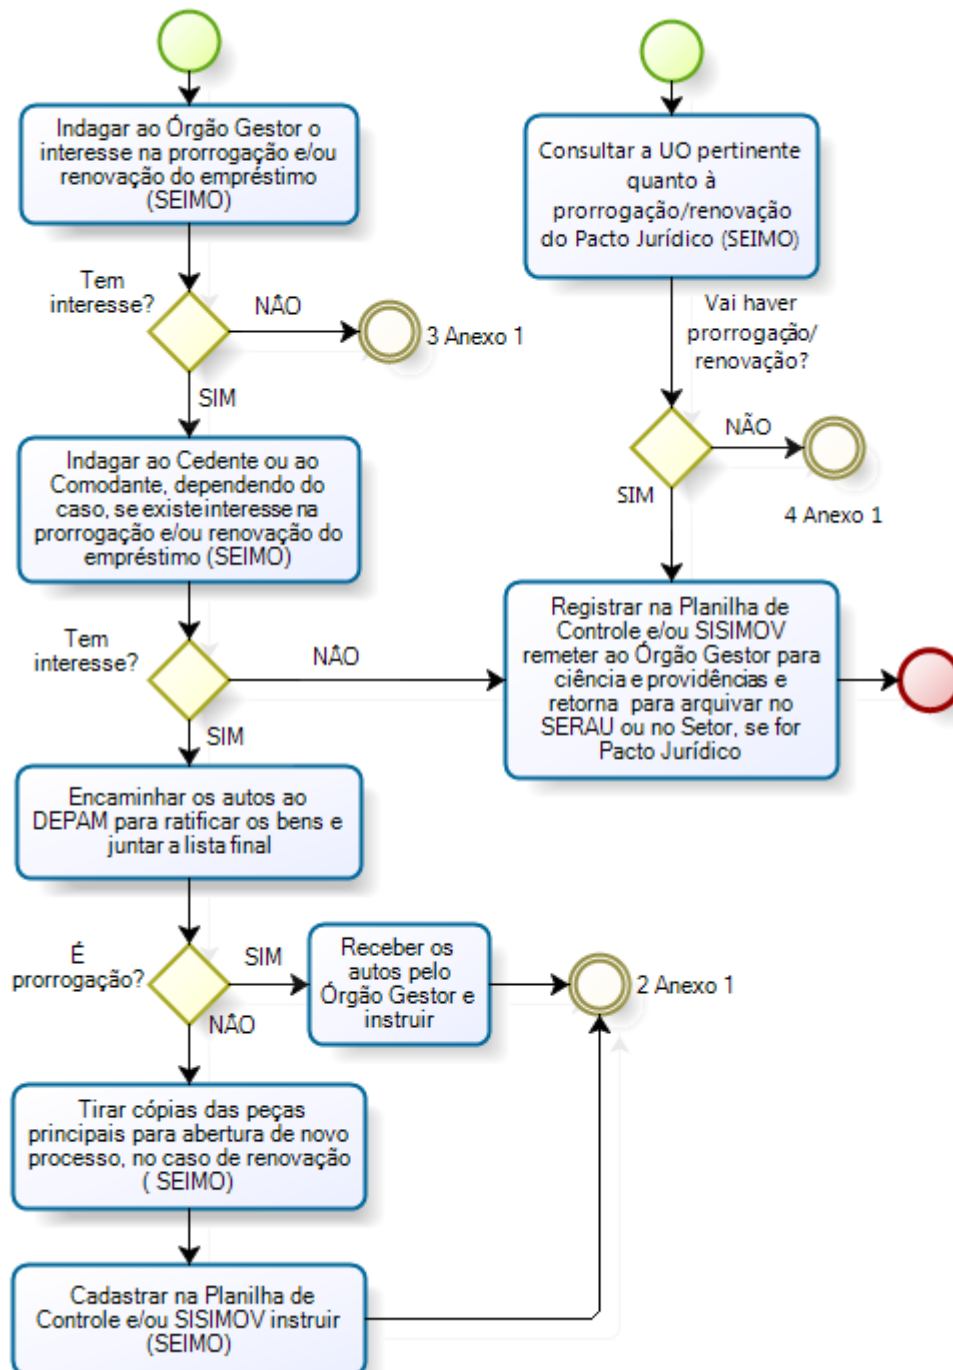 Indagar ao Órgão Gestor o
interesse na prorrogação e/ou
renovação do empréstimo
(SEIMO)
Tem
interesse?
NÃO
3 Anexo 1
SIM
Indagar ao Cedente ou ao
Comodante, dependendo do
caso, se existe interesse na
prorrogação e/ou renovação do
empréstimo (SEIMO)
Tem
interesse?
NÃO
SIM
Encaminhar os autos ao
DEPAM para ratificar os bens e
juntar a lista final
É
prorrogação?
SIM
Receber os
autos pelo
Órgão Gestor e
instruir
2 Anexo 1
NÃO
Tirar cópias das peças
principais para abertura de novo
processo, no caso de renovação
( SEIMO)
Cadastrar na Planilha de
Controle e/ou SISIMOV instruir
(SEIMO)
Consultar a UO pertinente
quanto à
prorrogação/renovação
do Pacto Jurídico (SEIMO)
Vai haver
prorrogação/
renovação?
NÃO
4 Anexo 1
SIM
Registrar na Planilha de
Controle e/ou SISIMOV
remeter ao Órgão Gestor para
ciência e providências e
retorna para arquivar no
SERAU ou no Setor, se for
Pacto Jurídico